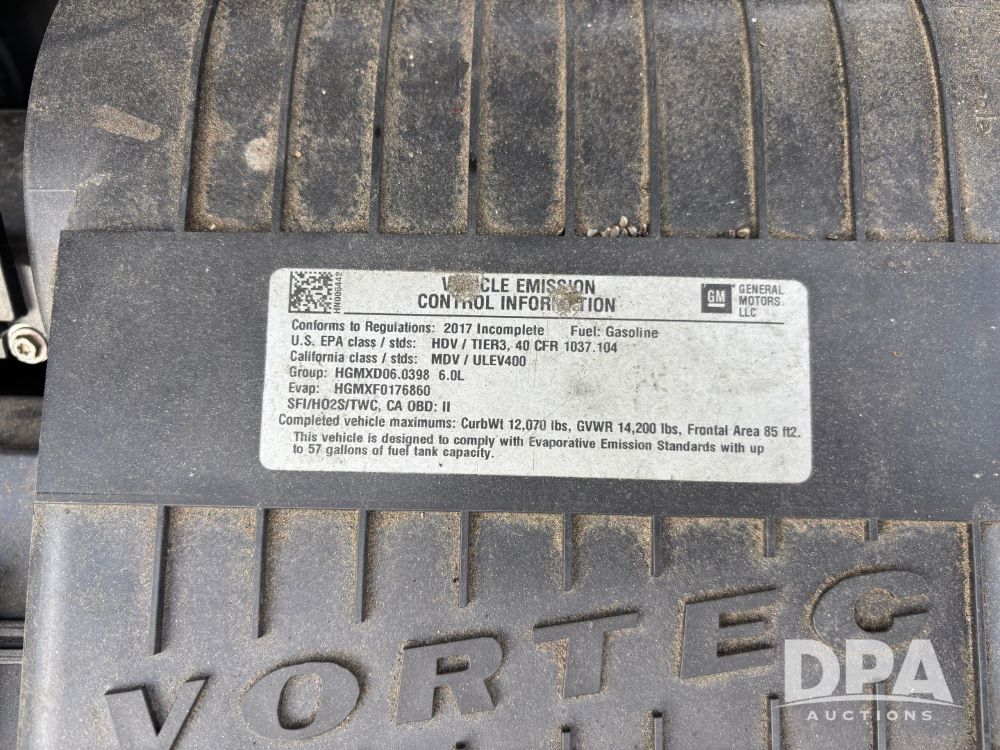 HN006442
VEHICLE EMISSION
CONTROL INFORMATION
GM
GENERAL
MOTORS
LLC
Conforms to Regulations: 2017 Incomplete Fuel: Gasoline
U.S. EPA class / stds: HDV / TIER3, 40 CFR 1037.104
California class / stds: MDV / ULEV400
Group: HGMXD06.0398 6.0L
Evap: HGMXF0176860
SFI/HO2S/TWC, CA OBD: II
Completed vehicle maximums: CurbWt 12,070 lbs, GVWR 14,200 lbs, Frontal Area 85 ft2.
This vehicle is designed to comply with Evaporative Emission Standards with up
to 57 gallons of fuel tank capacity.
VORTEC
DPA
AUCTIONS